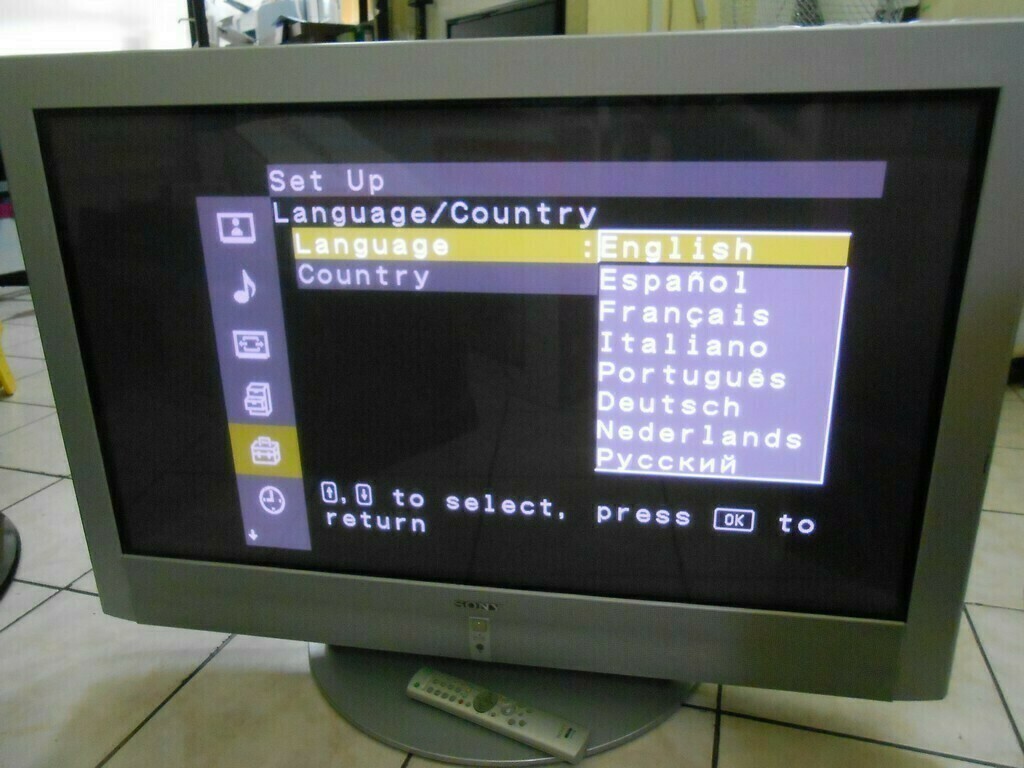 Set Up
Language/Country
Language : English
Country
Español
Français
Italiano
Português
Deutsch
Nederlands
Русский
, to select, press OK to
return
SONY